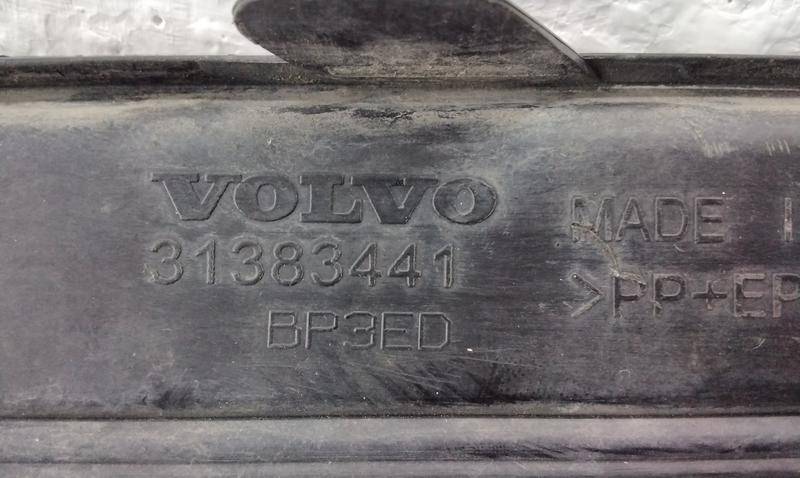 VOLVO
31383441
BP3ED
MADE I
>PP+EP